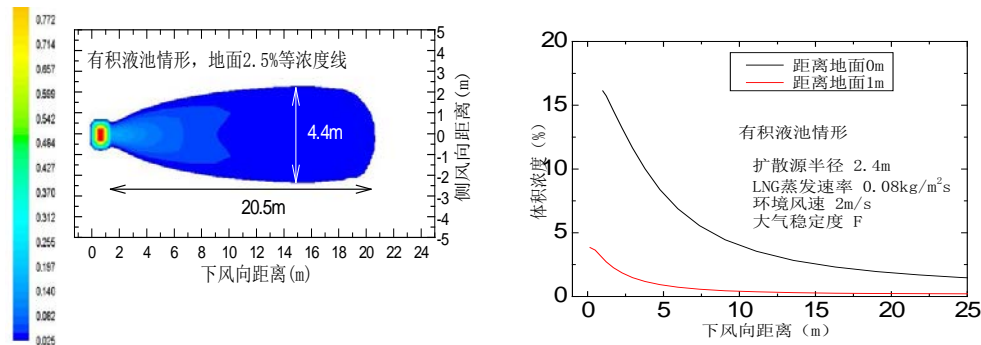 0.772
0.714
0.657
0.599
0.542
0.484
0.427
0.370
0.312
0.255
0.197
0.140
0.082
0.025
有积液池情形, 地面2.5%等浓度线
4.4m
20.5m
5
4
3
2
1
0
-1
-2
-3
-4
-5
侧风向距离(m)
0 2 4 6 8 10 12 14 16 18 20 22 24
下风向距离(m)
20
15
10
5
0
体积浓度(%)
距离地面0m
距离地面1m
有积液池情形
扩散源半径 2.4m
LNG蒸发速率 0.08kg/m²s
环境风速 2m/s
大气稳定度 F
0 5 10 15 20 25
下风向距离(m)